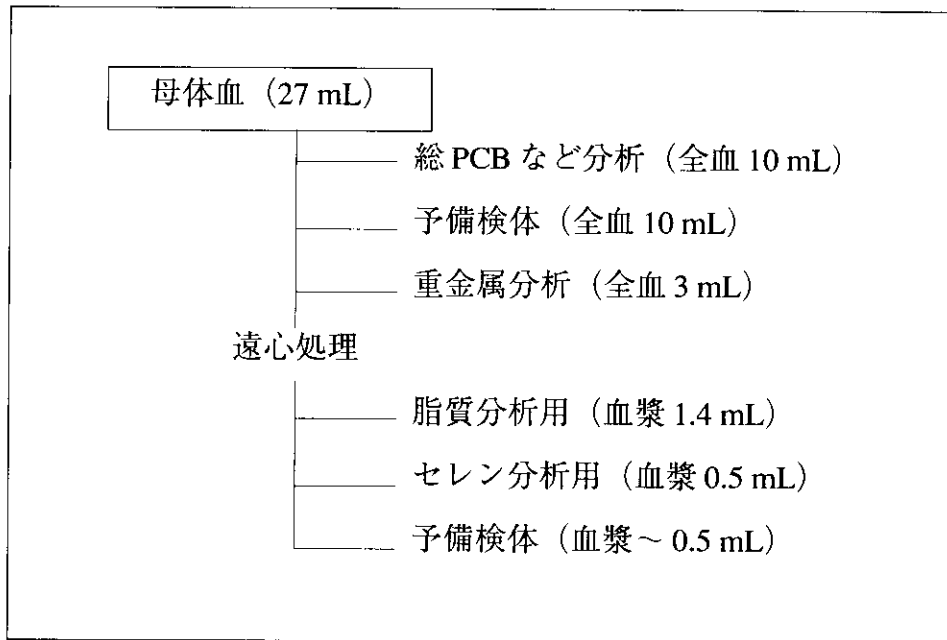 母体血（27 mL）
総 PCB など分析（全血 10 mL）
予備検体（全血 10 mL）
重金属分析（全血 3 mL）
遠心処理
脂質分析用（血漿 1.4 mL）
セレン分析用（血漿 0.5 mL）
予備検体（血漿～ 0.5 mL）